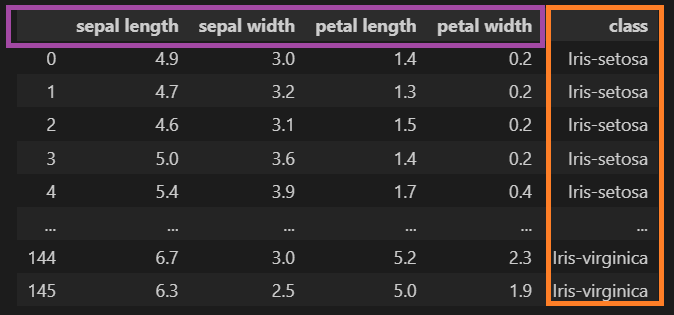 sepal length sepal width petal length petal width class
0 4.9 3.0 1.4 0.2 Iris-setosa
1 4.7 3.2 1.3 0.2 Iris-setosa
2 4.6 3.1 1.5 0.2 Iris-setosa
3 5.0 3.6 1.4 0.2 Iris-setosa
4 5.4 3.9 1.7 0.4 Iris-setosa
... ... ... ... ... ...
144 6.7 3.0 5.2 2.3 Iris-virginica
145 6.3 2.5 5.0 1.9 Iris-virginica